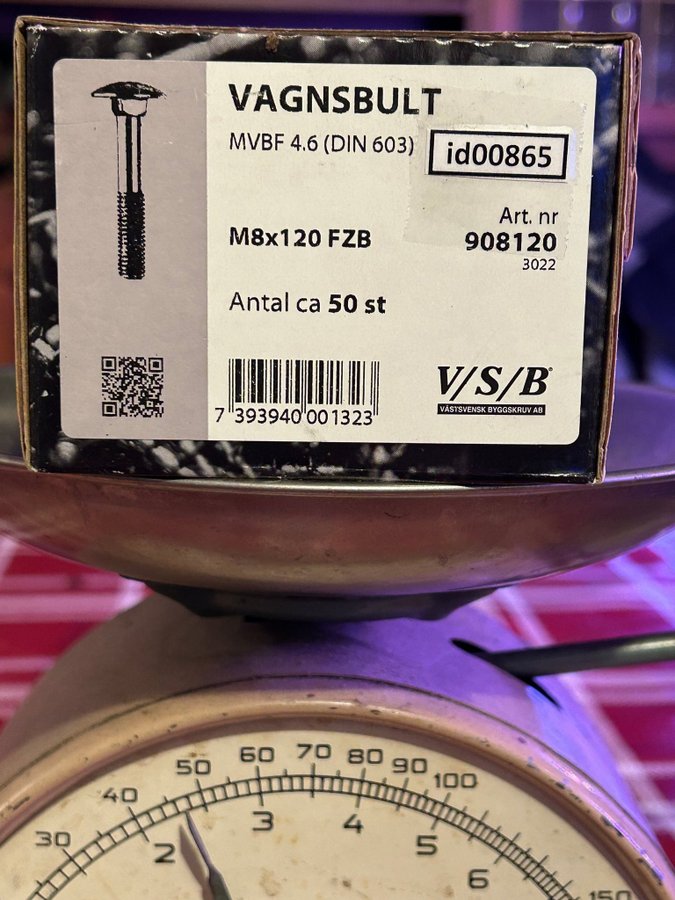 VAGNSBULT
MVBF 4.6 (DIN 603)
id00865
Art. nr
M8x120 FZB
908120
3022
Antal ca 50 st
7 393940 001323
V/S/B
VÄSTSVENSK BYGGSKRUV AB
30 40 50 60 70 80 90 100 150
2 3 4 5 6